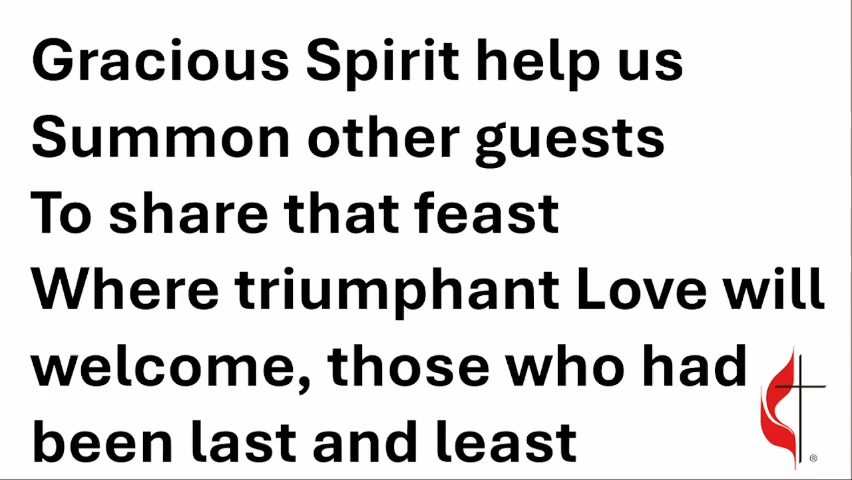 Gracious Spirit help us
Summon other guests
To share that feast
Where triumphant Love will
welcome, those who had
been last and least
®